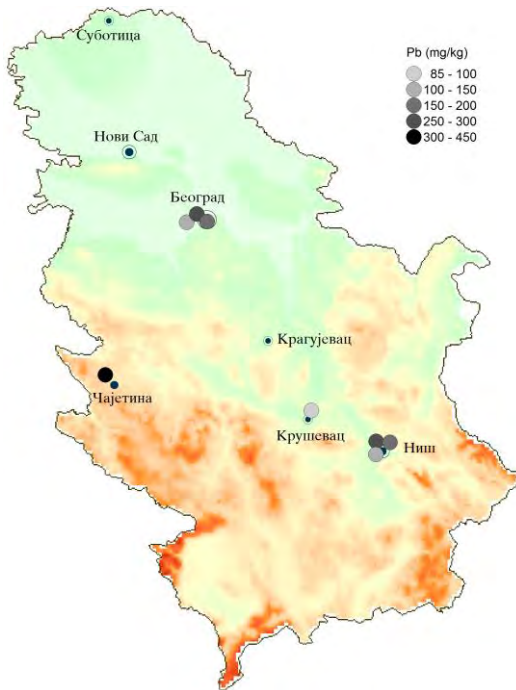 Суботица
Pb (mg/kg)
85 - 100
100 - 150
150 - 200
250 - 300
300 - 450
Нови Сад
Београд
Крагујевац
Чајетина
Крушевац
Ниш